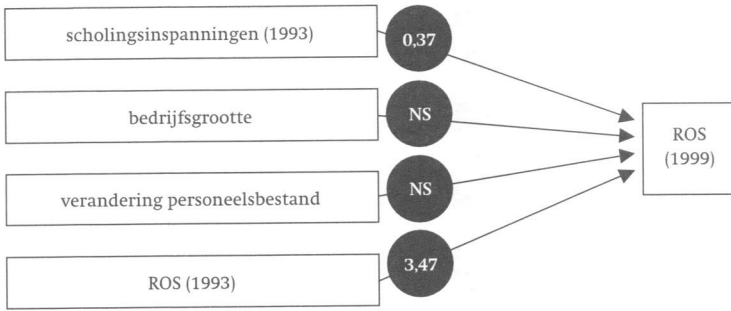 scholingsinspanningen (1993)
0,37
bedrijfsgrootte
NS
ROS
(1999)
verandering personeelsbestand
NS
ROS (1993)
3,47